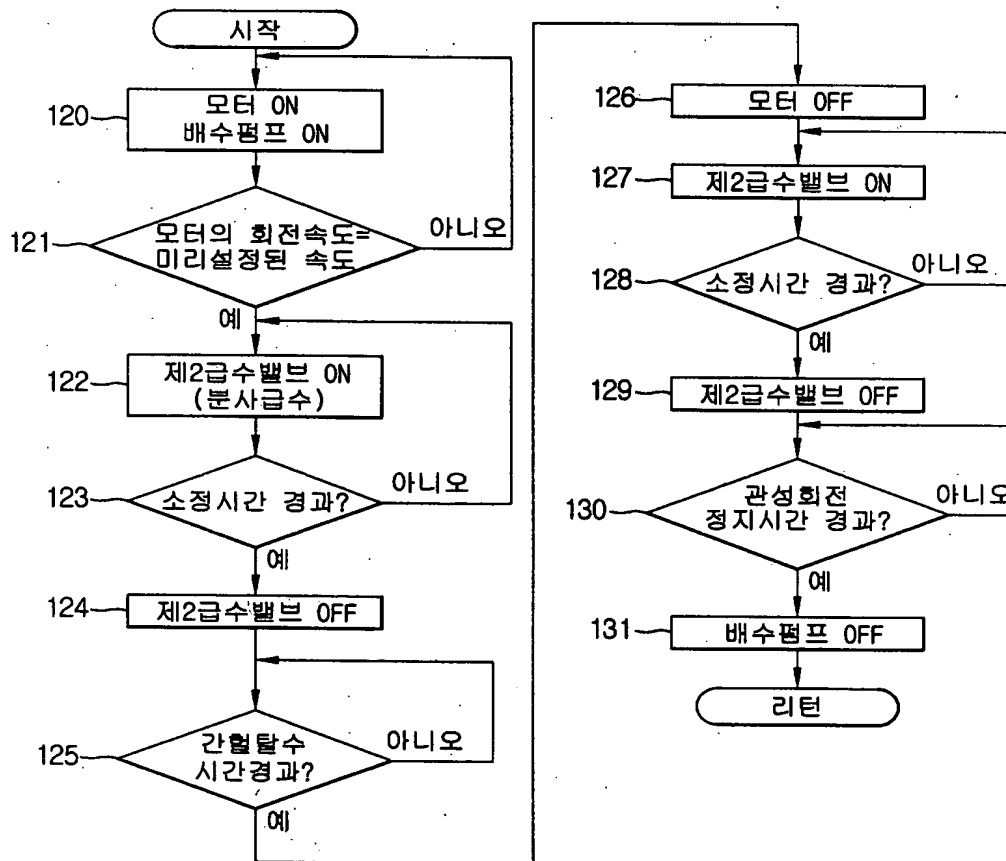 시작
120
모터 ON
배수펌프 ON
121
모터의 회전속도=
미리설정된 속도
아니오
예
122
제2급수밸브 ON
(분사급수)
123
소정시간 경과?
아니오
예
124
제2급수밸브 OFF
125
간헐탈수
시간경과?
아니오
예
126
모터 OFF
127
제2급수밸브 ON
128
소정시간 경과?
아니오
예
129
제2급수밸브 OFF
130
관성회전
정지시간 경과?
아니오
예
131
배수펌프 OFF
리턴